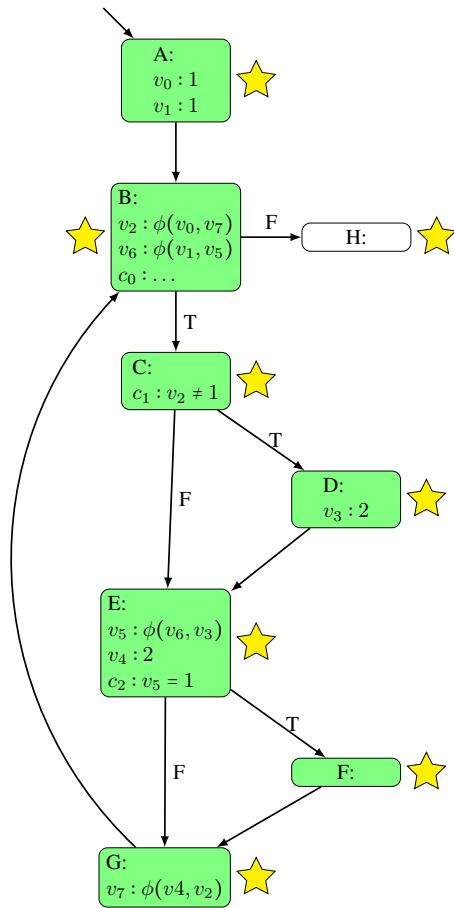 A:
v₀ : 1
v₁ : 1
B:
v₂ : ϕ(v₀, v₇)
v₆ : ϕ(v₁, v₅)
c₀ : …
F
H:
T
C:
c₁ : v₂ ≠ 1
T
D:
v₃ : 2
F
E:
v₅ : ϕ(v₆, v₃)
v₄ : 2
c₂ : v₅ = 1
T
F:
F
G:
v₇ : ϕ(v4, v₂)